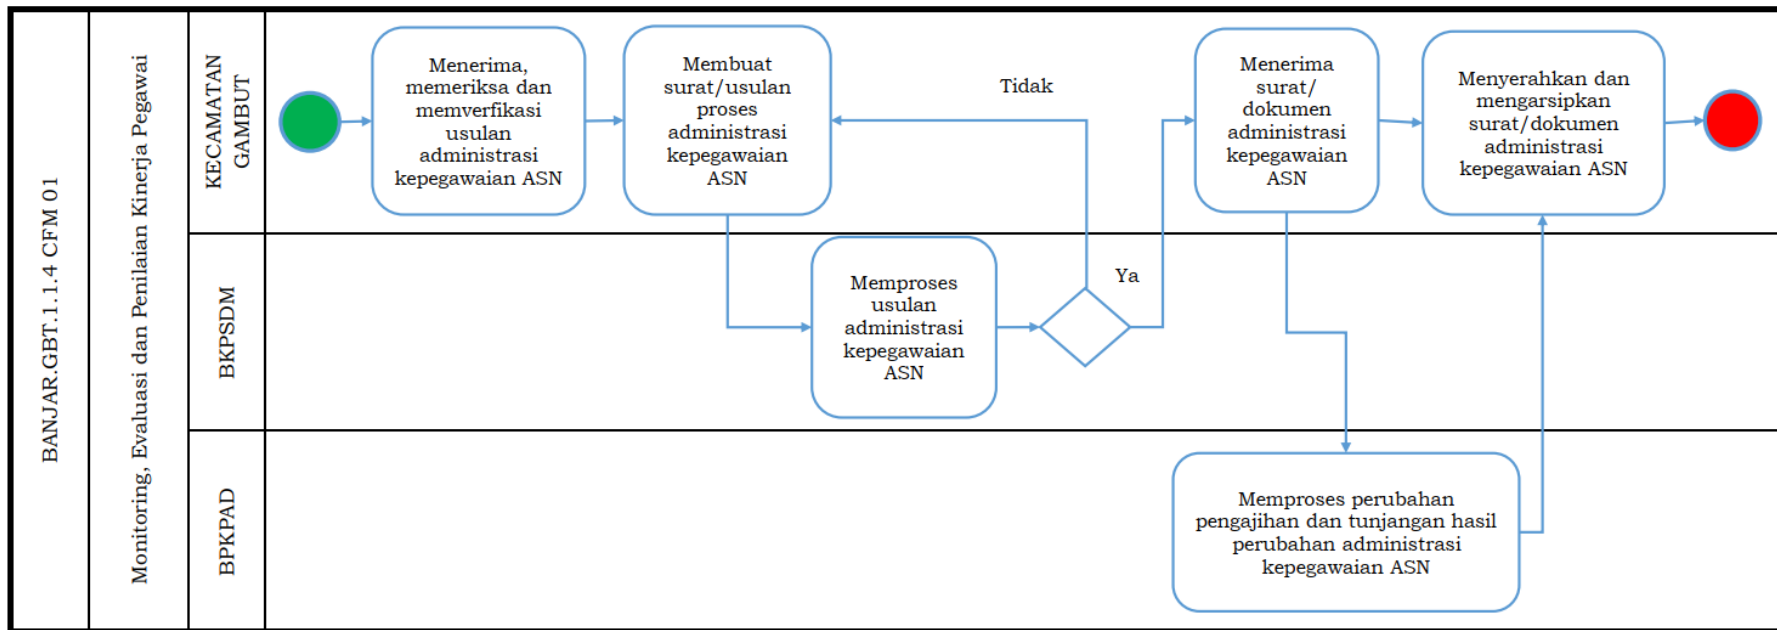 BANJAR.GBT.1.1.4 CFM 01
Monitoring, Evaluasi dan Penilaian Kinerja Pegawai
KECAMATAN
GAMBUT
Menerima,
memeriksa dan
memverfikasi
usulan
administrasi
kepegawaian ASN
Membuat
surat/usulan
proses
administrasi
kepegawaian
ASN
Tidak
Menerima
surat/
dokumen
administrasi
kepegawaian
ASN
Menyerahkan dan
mengarsipkan
surat/dokumen
administrasi
kepegawaian ASN
BKPSDM
Memproses
usulan
administrasi
kepegawaian
ASN
Ya
BPKPAD
Memproses perubahan
pengajihan dan tunjangan hasil
perubahan administrasi
kepegawaian ASN